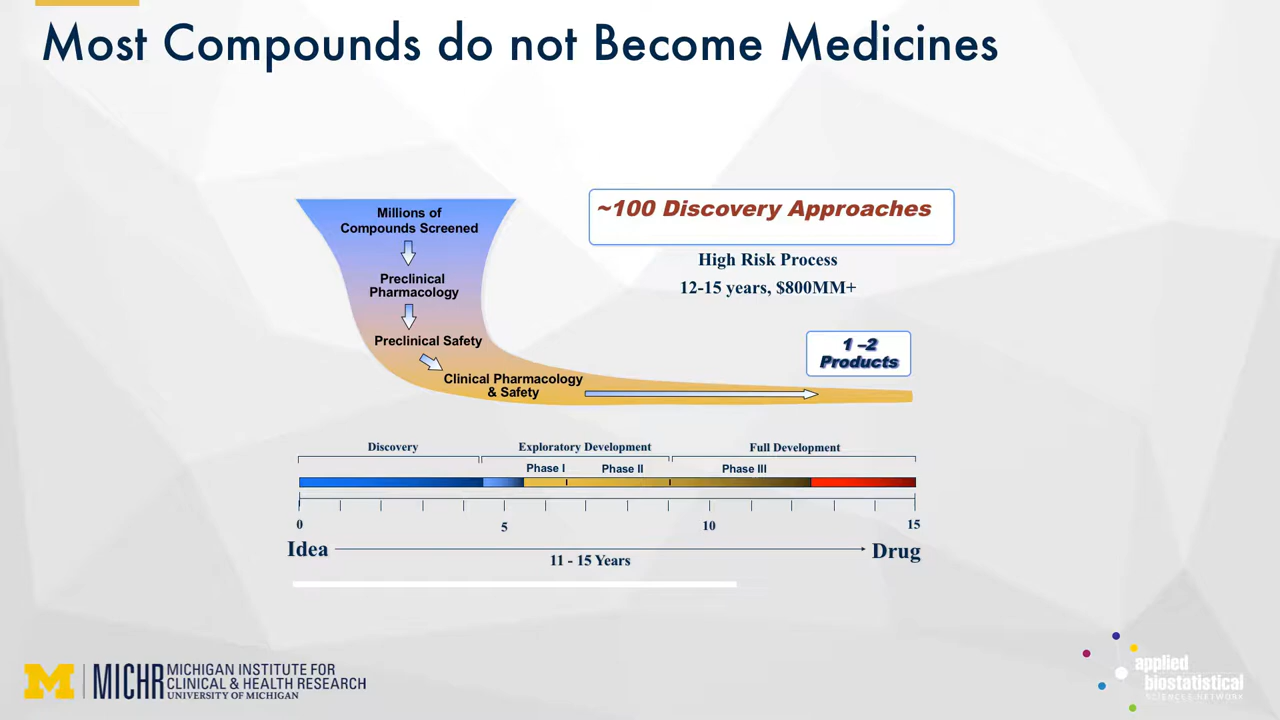 Most Compounds do not Become Medicines
Millions of
Compounds Screened
Preclinical
Pharmacology
Preclinical Safety
Clinical Pharmacology
& Safety
~100 Discovery Approaches
High Risk Process
12-15 years, $800MM+
1 –2
Products
Discovery
Exploratory Development
Full Development
Phase I
Phase II
Phase III
0
5
10
15
Idea
11 - 15 Years
Drug
M
MICHR
MICHIGAN INSTITUTE FOR
CLINICAL & HEALTH RESEARCH
UNIVERSITY OF MICHIGAN
applied
biostatistical
SCIENCES NETWORK